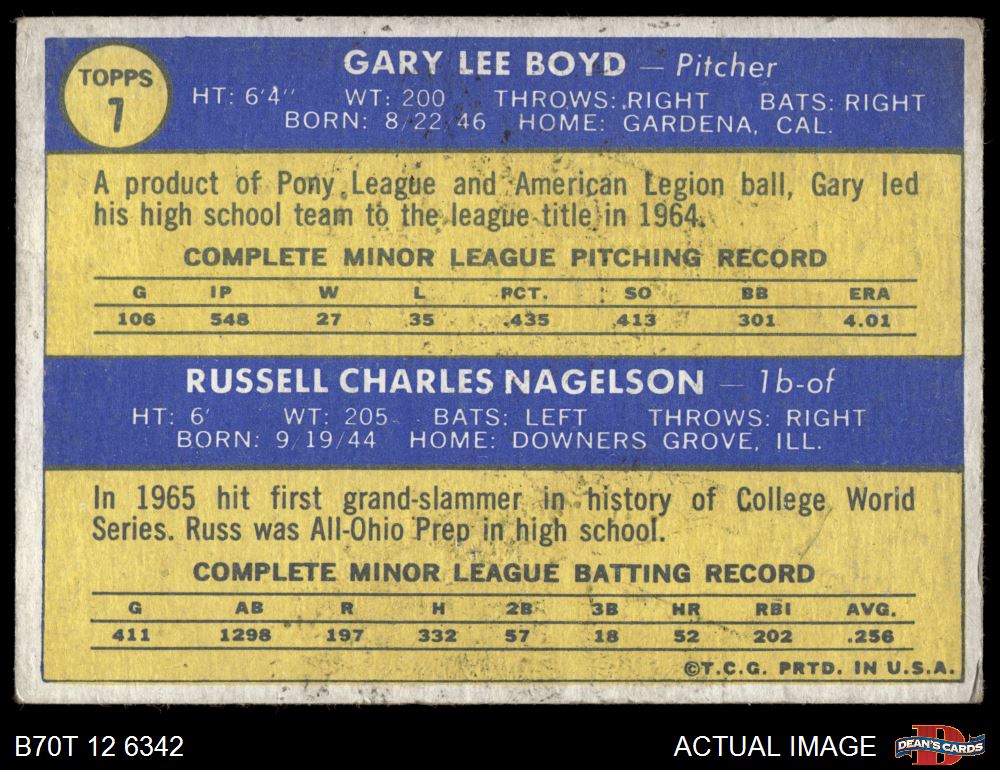 TOPPS
7
GARY LEE BOYD — Pitcher
HT: 6'4" WT: 200 THROWS: RIGHT BATS: RIGHT
BORN: 8/22/46 HOME: GARDENA, CAL.
A product of Pony League and American Legion ball, Gary led
his high school team to the league title in 1964.
COMPLETE MINOR LEAGUE PITCHING RECORD
G IP W L PCT. SO BB ERA
106 548 27 35 .435 413 301 4.01
RUSSELL CHARLES NAGELSON — 1b-of
HT: 6' WT: 205 BATS: LEFT THROWS: RIGHT
BORN: 9/19/44 HOME: DOWNERS GROVE, ILL.
In 1965 hit first grand-slammer in history of College World
Series. Russ was All-Ohio Prep in high school.
COMPLETE MINOR LEAGUE BATTING RECORD
G AB R H 2B 3B HR RBI AVG.
411 1298 197 332 57 18 52 202 .256
©T.C.G. PRTD. IN U.S.A.
B70T 12 6342
ACTUAL IMAGE
DEAN'S CARDS